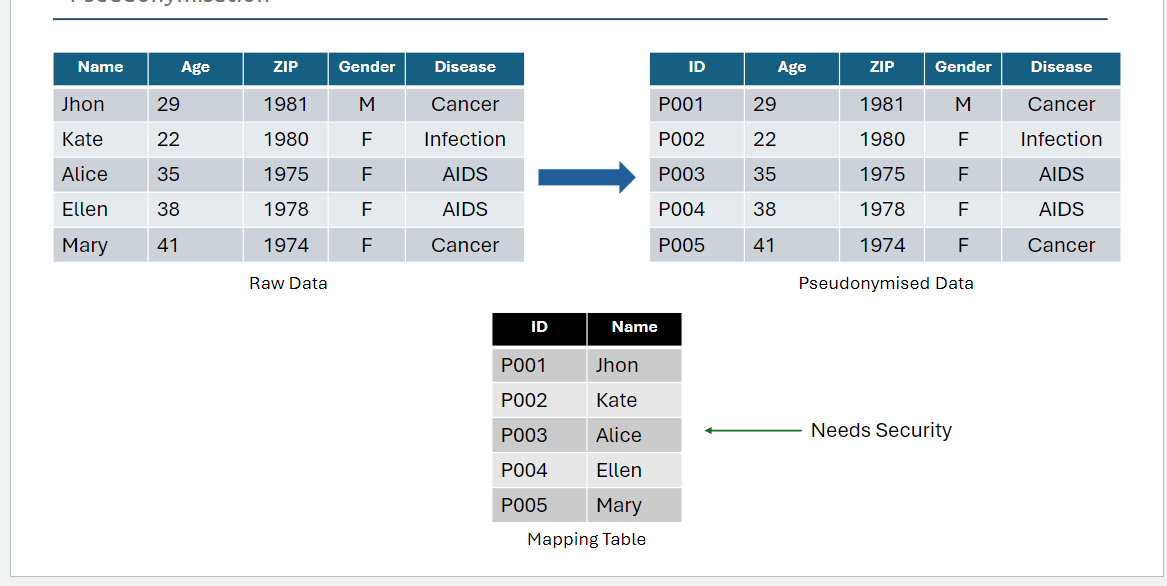 Pseudonymisation
Name Age ZIP Gender Disease
Jhon 29 1981 M Cancer
Kate 22 1980 F Infection
Alice 35 1975 F AIDS
Ellen 38 1978 F AIDS
Mary 41 1974 F Cancer
Raw Data
ID Age ZIP Gender Disease
P001 29 1981 M Cancer
P002 22 1980 F Infection
P003 35 1975 F AIDS
P004 38 1978 F AIDS
P005 41 1974 F Cancer
Pseudonymised Data
ID Name
P001 Jhon
P002 Kate
P003 Alice
P004 Ellen
P005 Mary
Mapping Table
Needs Security